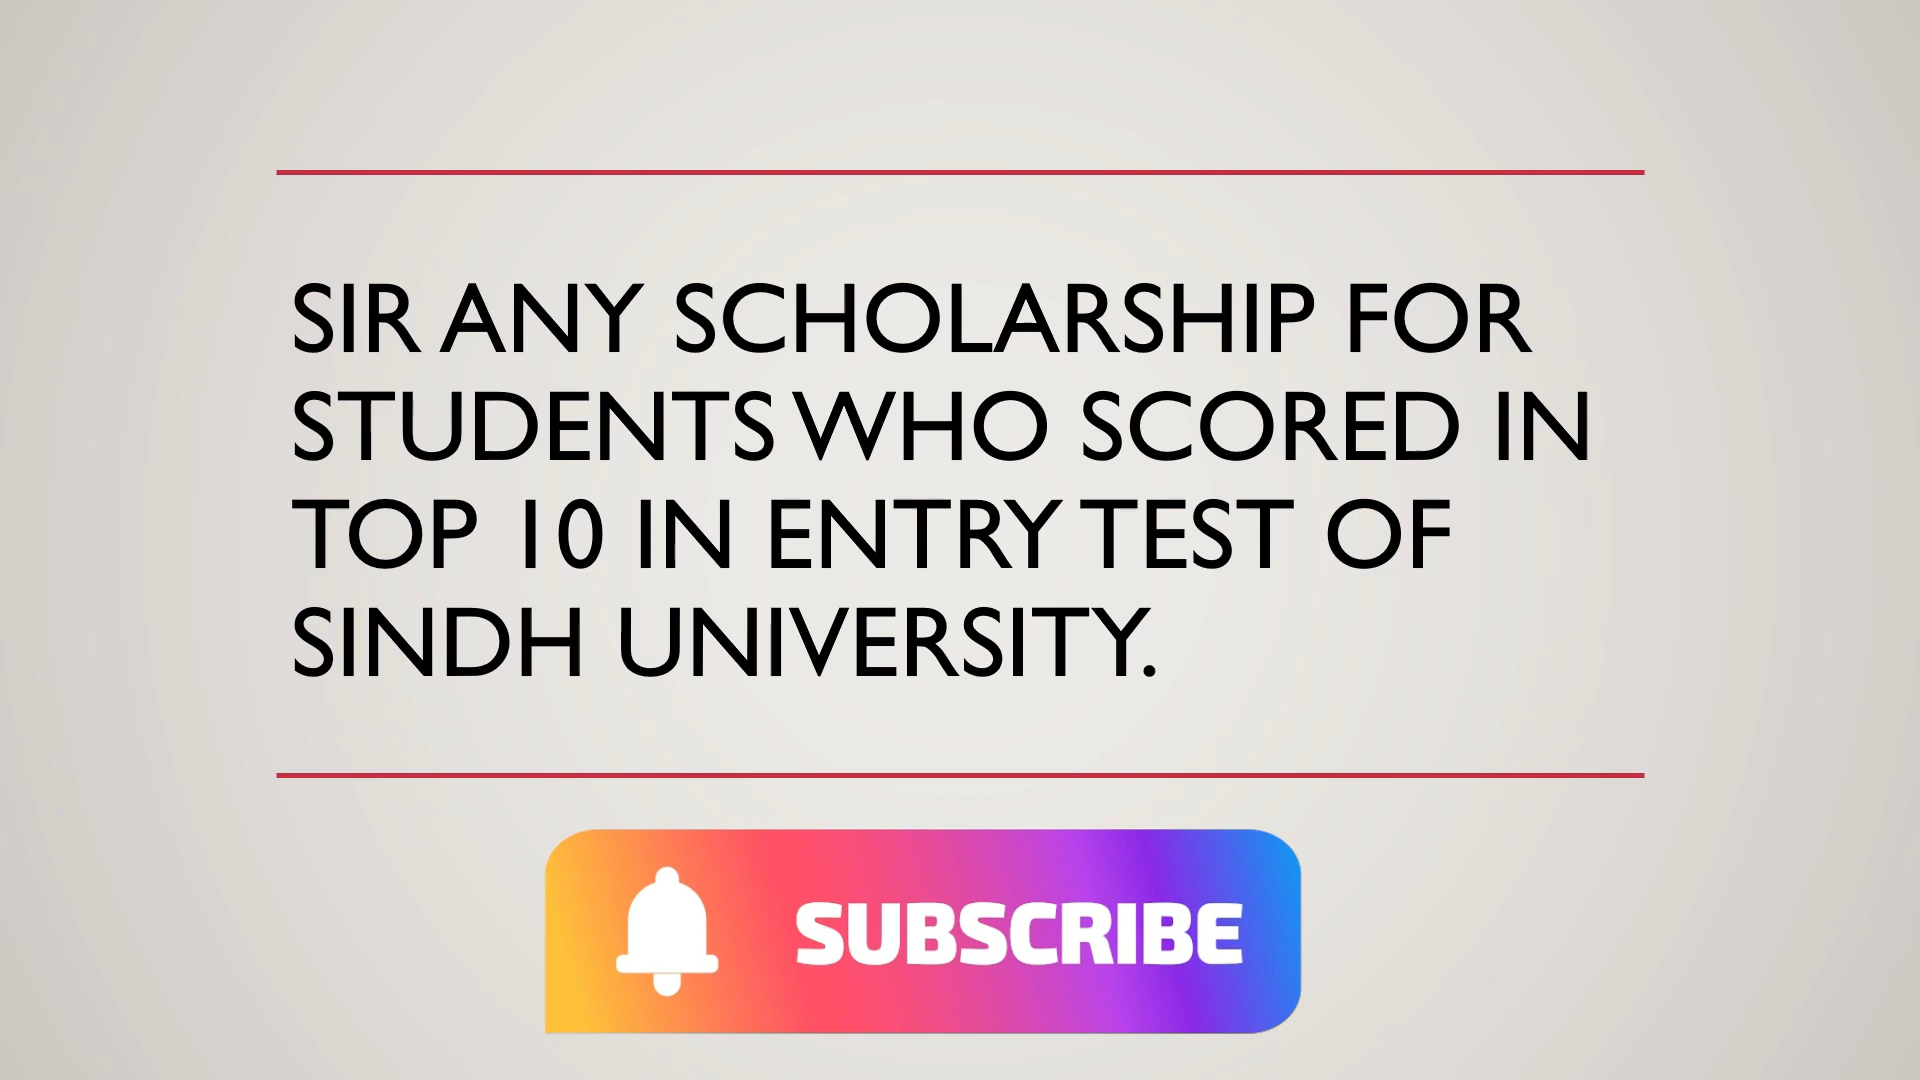 SIR ANY SCHOLARSHIP FOR
STUDENTS WHO SCORED IN
TOP 10 IN ENTRY TEST OF
SINDH UNIVERSITY.
SUBSCRIBE